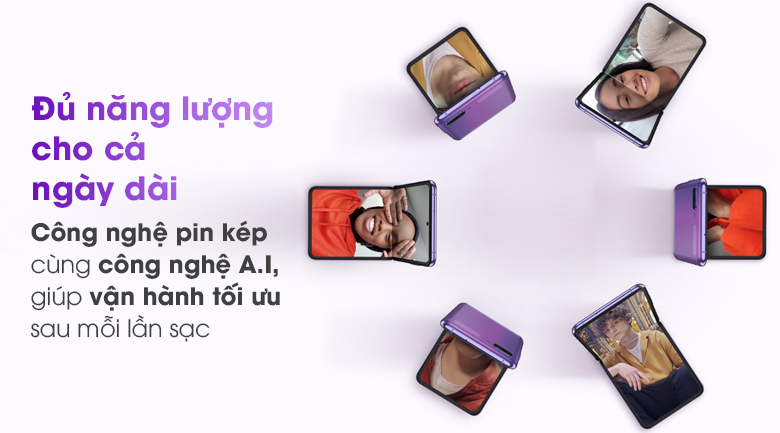 Đủ năng lượng
cho cả
ngày dài
Công nghệ pin kép
cùng công nghệ A.I,
giúp vận hành tối ưu
sau mỗi lần sạc